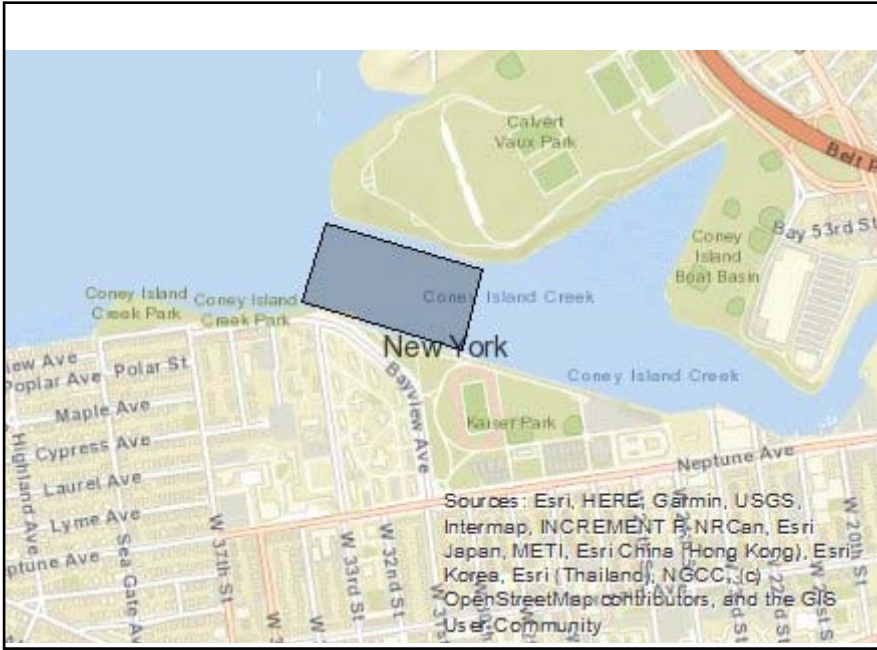 Calvert
Vaux Park
Belt P
Bay 53rd St
Coney
Island
Boat Basin
Coney Island
Creek Park
Coney Island
Creek Park
Coney Island Creek
New York
Coney Island Creek
iew Ave
Poplar Ave
Polar St
Bayview Ave
Maple Ave
Kaiser Park
Cypress Ave
Highland Ave
Neptune Ave
Laurel Ave
Lyme Ave
ptune Ave
Sea Gate Ave
W 37th St
W 33rd St
W 32nd St
W 20th St
Sources: Esri, HERE, Garmin, USGS,
Intermap, INCREMENT P, NRCan, Esri
Japan, METI, Esri China (Hong Kong), Esri
Korea, Esri (Thailand), NGCC, (c)
OpenStreetMap contributors, and the GIS
User Community